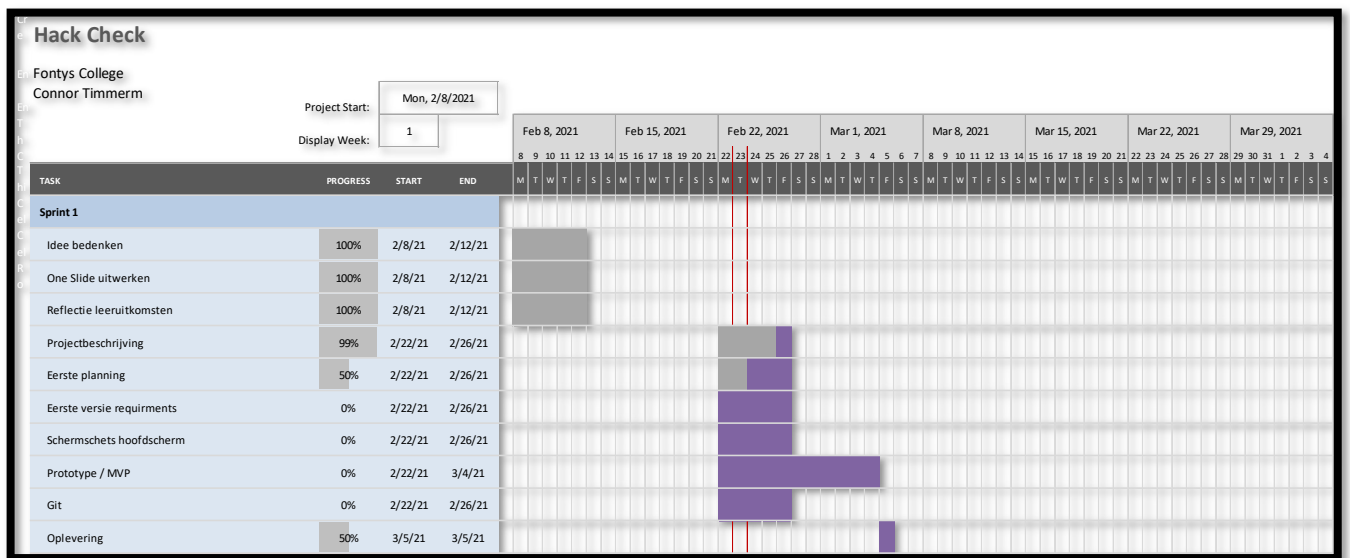 Hack Check
Fontys College
Connor Timmerm
Project Start: Mon, 2/8/2021
Display Week: 1
Feb 8, 2021 Feb 15, 2021 Feb 22, 2021 Mar 1, 2021 Mar 8, 2021 Mar 15, 2021 Mar 22, 2021 Mar 29, 2021
8 9 10 11 12 13 14 15 16 17 18 19 20 21 22 23 24 25 26 27 28 1 2 3 4 5 6 7 8 9 10 11 12 13 14 15 16 17 18 19 20 21 22 23 24 25 26 27 28 29 30 31 1 2 3 4
TASK PROGRESS START END M T W T F S S M T W T F S S M T W T F S S M T W T F S S M T W T F S S M T W T F S S M T W T F S S M T W T F S S
Sprint 1
Idee bedenken 100% 2/8/21 2/12/21
One Slide uitwerken 100% 2/8/21 2/12/21
Reflectie leeruitkomsten 100% 2/8/21 2/12/21
Projectbeschrijving 99% 2/22/21 2/26/21
Eerste planning 50% 2/22/21 2/26/21
Eerste versie requirments 0% 2/22/21 2/26/21
Schermschets hoofdscherm 0% 2/22/21 2/26/21
Prototype / MVP 0% 2/22/21 3/4/21
Git 0% 2/22/21 2/26/21
Oplevering 50% 3/5/21 3/5/21